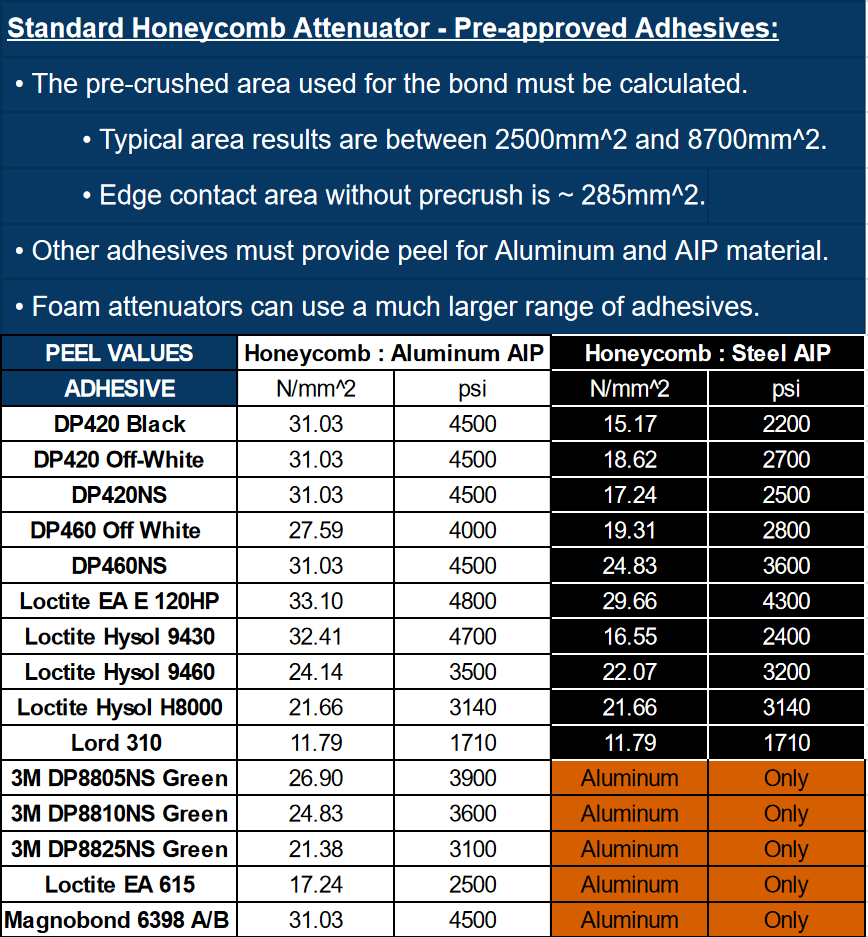 Standard Honeycomb Attenuator - Pre-approved Adhesives:
• The pre-crushed area used for the bond must be calculated.
• Typical area results are between 2500mm^2 and 8700mm^2.
• Edge contact area without precrush is ~ 285mm^2.
• Other adhesives must provide peel for Aluminum and AIP material.
• Foam attenuators can use a much larger range of adhesives.
PEEL VALUES Honeycomb : Aluminum AIP Honeycomb : Steel AIP
ADHESIVE N/mm^2 psi N/mm^2 psi
DP420 Black 31.03 4500 15.17 2200
DP420 Off-White 31.03 4500 18.62 2700
DP420NS 31.03 4500 17.24 2500
DP460 Off White 27.59 4000 19.31 2800
DP460NS 31.03 4500 24.83 3600
Loctite EA E 120HP 33.10 4800 29.66 4300
Loctite Hysol 9430 32.41 4700 16.55 2400
Loctite Hysol 9460 24.14 3500 22.07 3200
Loctite Hysol H8000 21.66 3140 21.66 3140
Lord 310 11.79 1710 11.79 1710
3M DP8805NS Green 26.90 3900 Aluminum Only
3M DP8810NS Green 24.83 3600 Aluminum Only
3M DP8825NS Green 21.38 3100 Aluminum Only
Loctite EA 615 17.24 2500 Aluminum Only
Magnobond 6398 A/B 31.03 4500 Aluminum Only